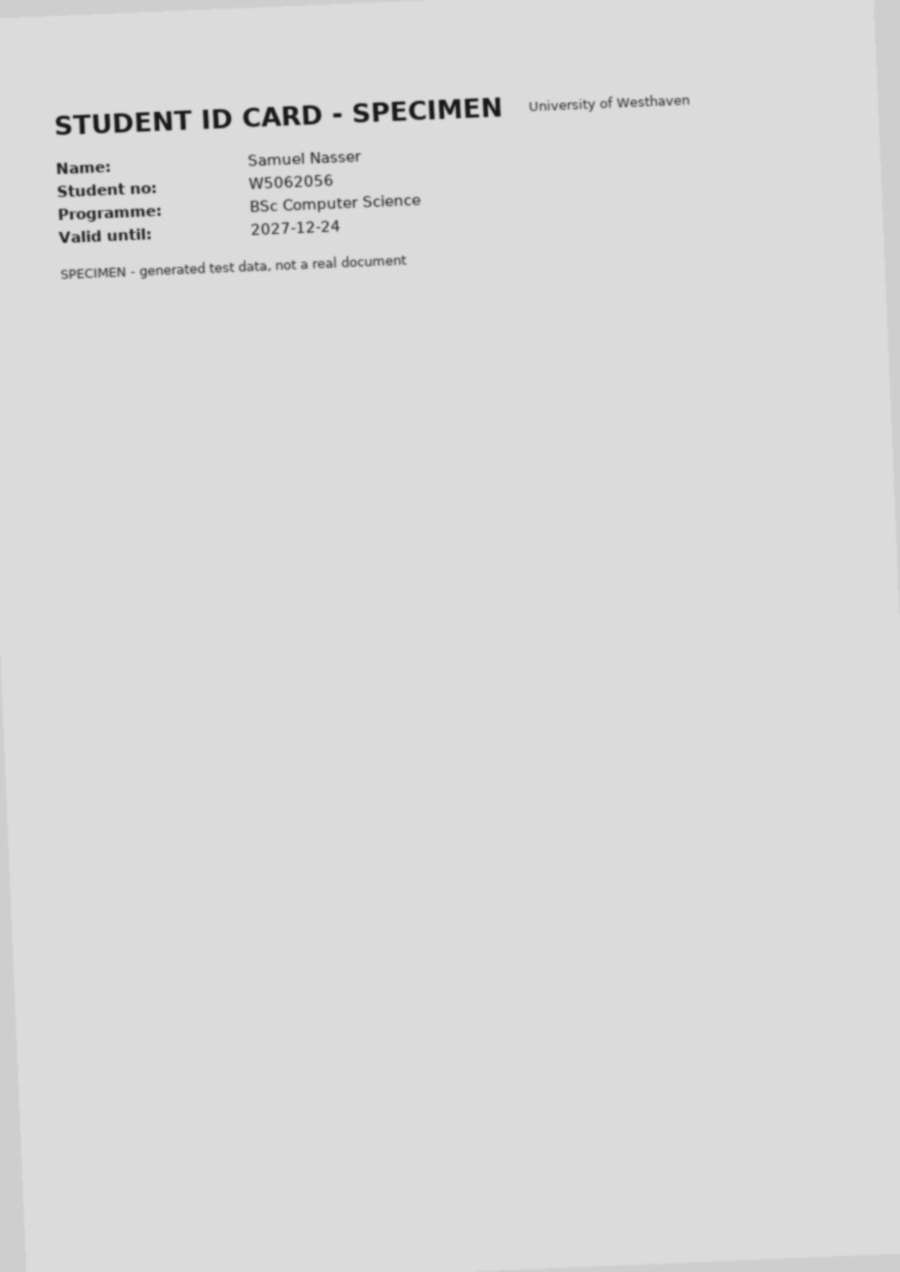 STUDENT ID CARD - SPECIMEN University of Westhaven
Name: Samuel Nasser
Student no: W5062056
Programme: BSc Computer Science
Valid until: 2027-12-24
SPECIMEN - generated test data, not a real document